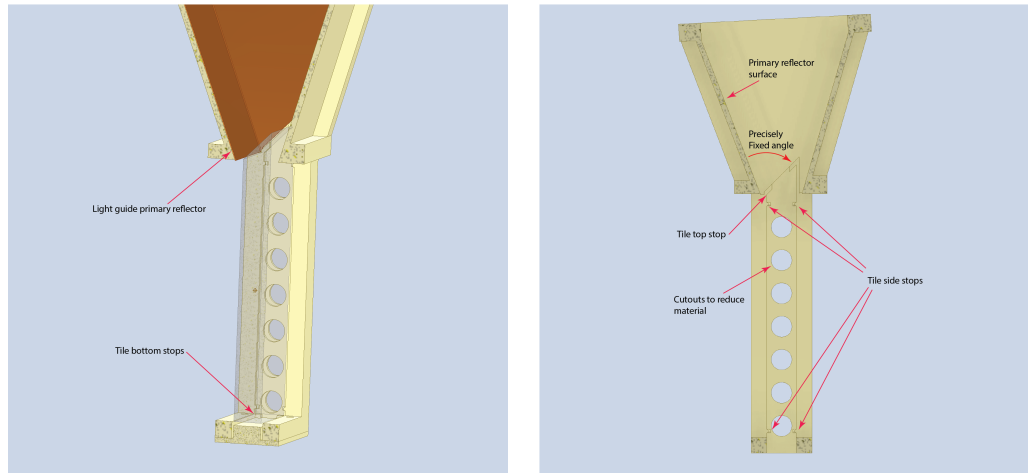 Light guide primary reflector
Tile bottom stops
Primary reflector
surface
Precisely
Fixed angle
Tile top stop
Tile side stops
Cutouts to reduce
material